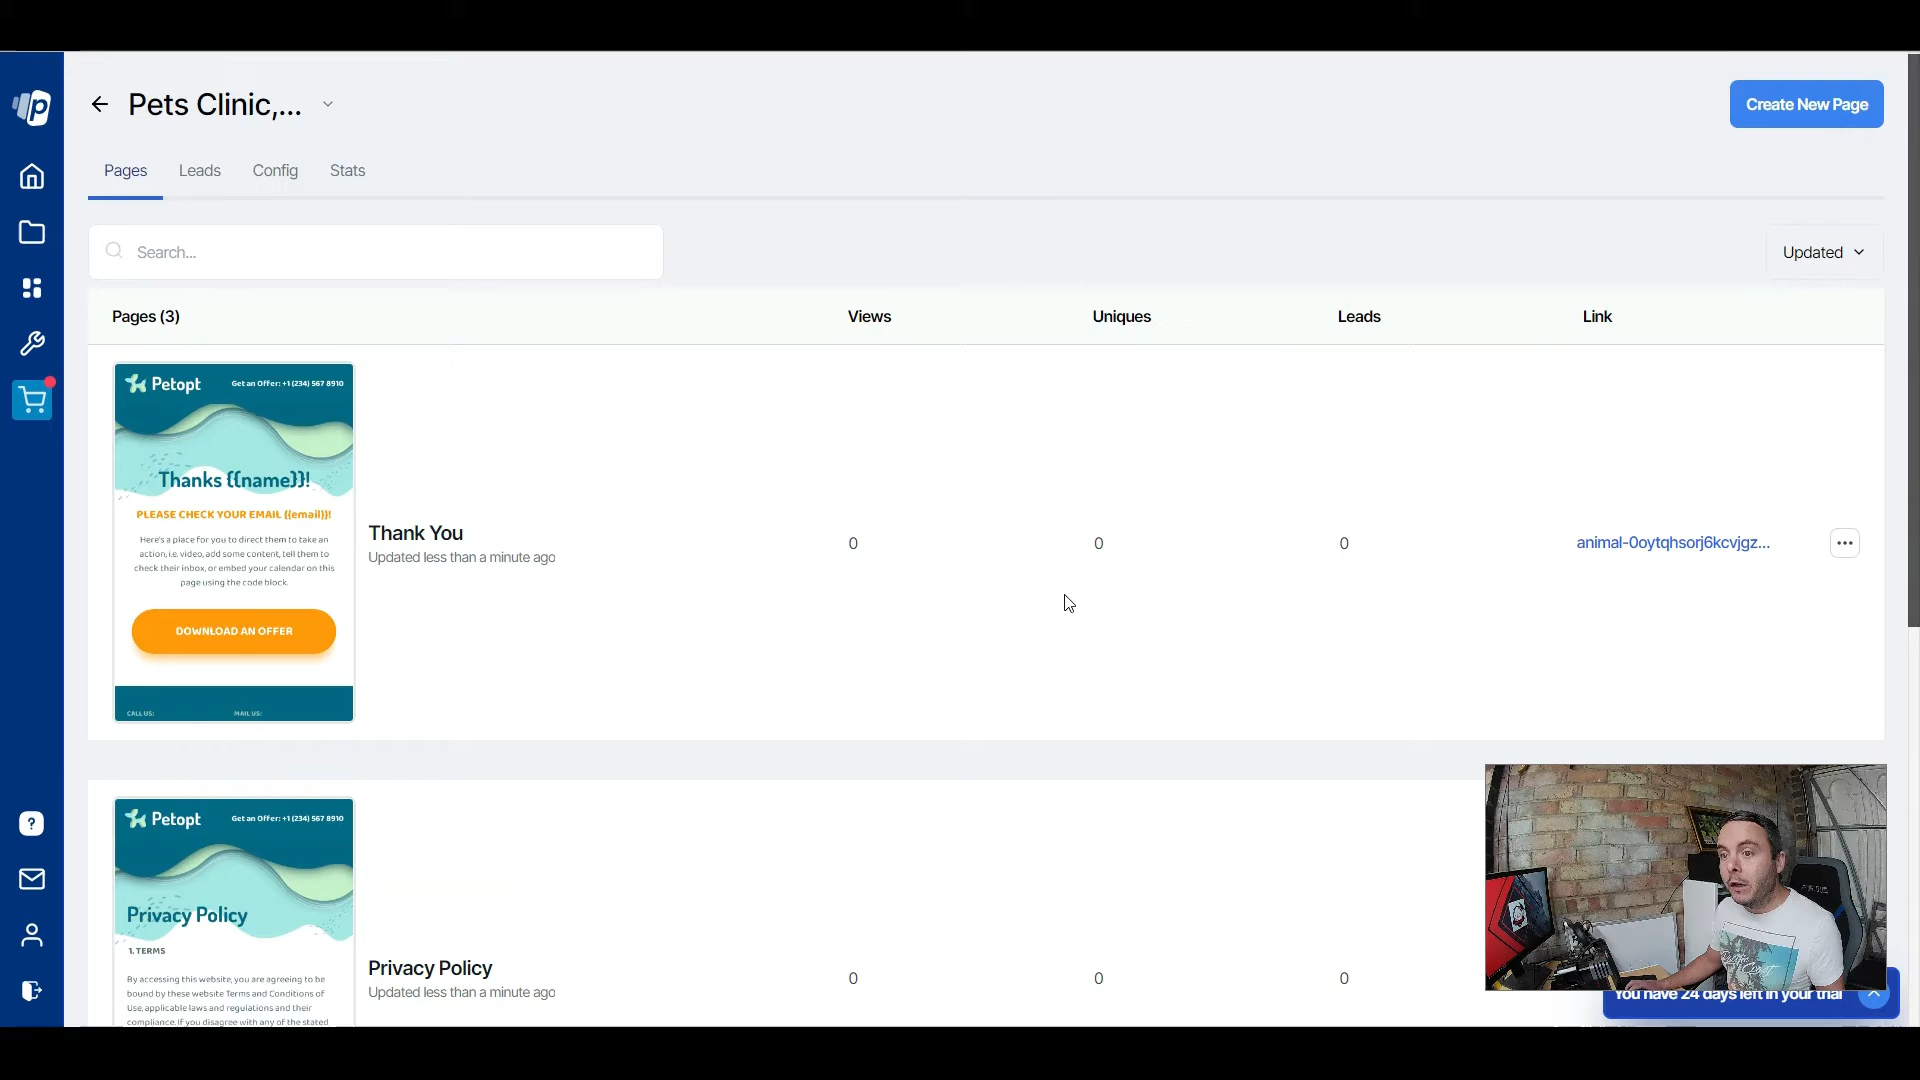 Pets Clinic,...
Create New Page
Pages
Leads
Config
Stats
Search...
Updated
Pages (3)
Views
Uniques
Leads
Link
Petopt
Get an Offer: +1 (234) 567 8910
Thanks {{name}}!
PLEASE CHECK YOUR EMAIL {{email}}!
Here's a place for you to direct them to take an
action, i.e. video, add some content, tell them to
check their inbox, or embed your calendar on this
page using the code block.
DOWNLOAD AN OFFER
CALL US:
MAIL US:
Thank You
Updated less than a minute ago
0
0
0
animal-0oytqhsorj6kcvjgz...
Petopt
Get an Offer: +1 (234) 567 8910
Privacy Policy
1. TERMS
By accessing this website, you are agreeing to be
bound by these website Terms and Conditions of
Use, applicable laws and regulations and their
compliance. If you disagree with any of the stated
Privacy Policy
Updated less than a minute ago
0
0
0
You have 24 days left in your trial